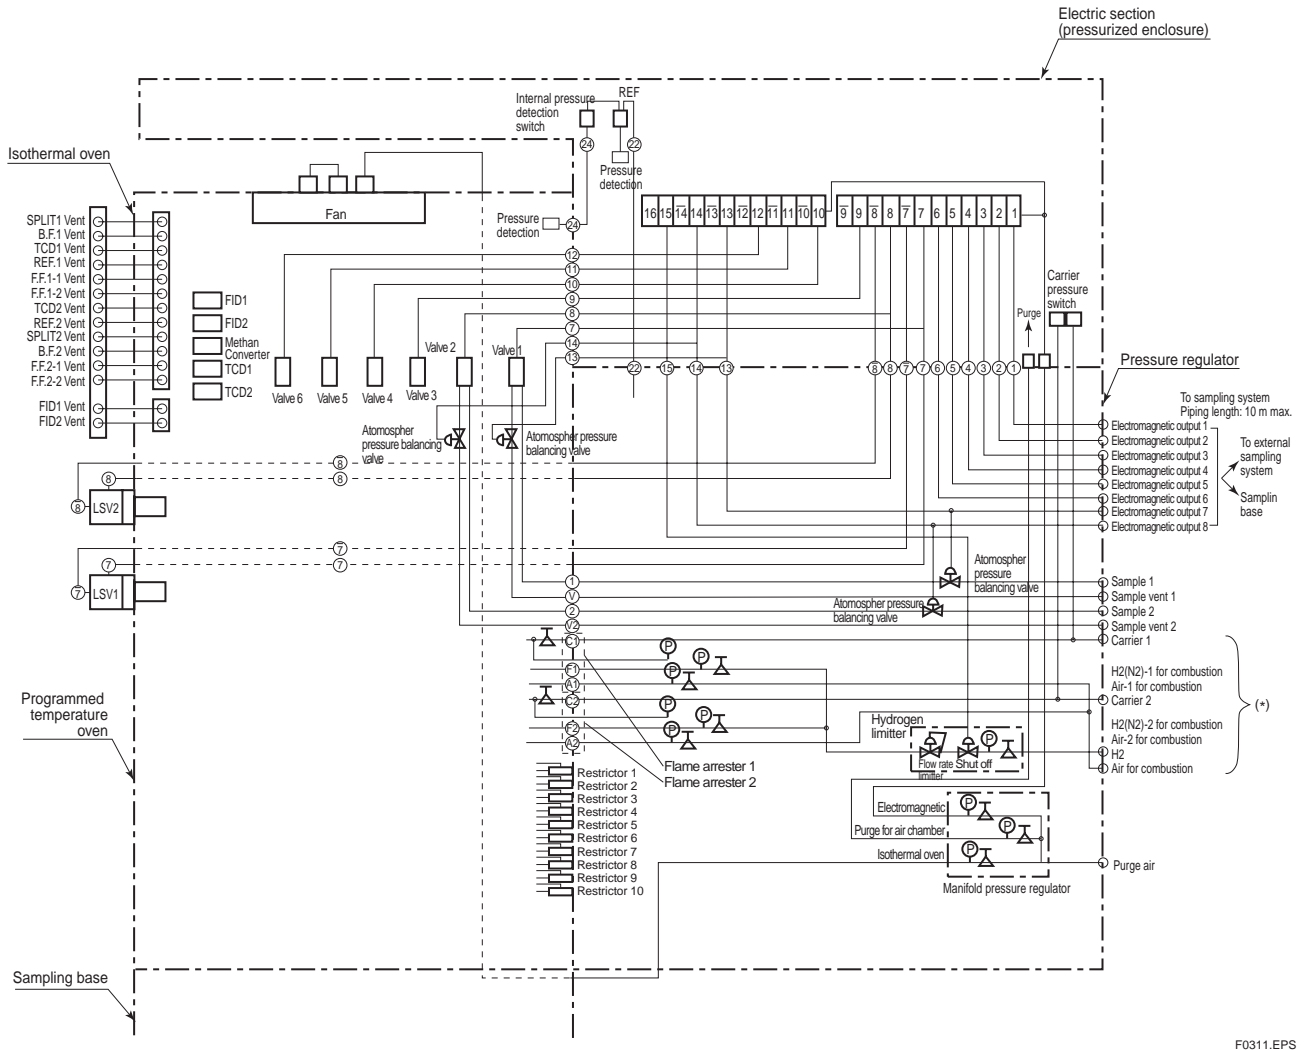 Electric section
(pressurized enclosure)
Internal pressure
detection
switch
REF
24
22
Pressure
detection
Isothermal oven
Fan
Pressure
detection
24
16 15 14 14 13 13 12 12 11 11 10 10
9 9 8 8 7 7 6 5 4 3 2 1
SPLIT1 Vent
B.F.1 Vent
TCD1 Vent
REF.1 Vent
F.F.1-1 Vent
F.F.1-2 Vent
TCD2 Vent
REF.2 Vent
SPLIT2 Vent
B.F.2 Vent
F.F.2-1 Vent
F.F.2-2 Vent
FID1 Vent
FID2 Vent
FID1
FID2
Methan
Converter
TCD1
TCD2
12
11
10
9
8
7
14
13
Carrier
pressure
switch
Purge
Valve 6
Valve 5
Valve 4
Valve 3
Valve 2
Valve 1
22
15
14
13
8 8 7 7 6 5 4 3 2 1
Pressure regulator
To sampling system
Piping length: 10 m max.
Atomospher
pressure balancing
valve
Atomospher pressure
balancing valve
Electromagnetic output 1
Electromagnetic output 2
Electromagnetic output 3
Electromagnetic output 4
Electromagnetic output 5
Electromagnetic output 6
Electromagnetic output 7
Electromagnetic output 8
To external
sampling
system
Samplin
base
8
8
8
8
LSV2
7
7
7
7
LSV1
Atomospher
pressure
balancing valve
Atomospher pressure
balancing valve
1
V
2
V2
C1
F1
A1
C2
F2
A2
Sample 1
Sample vent 1
Sample 2
Sample vent 2
Carrier 1
H2(N2)-1 for combustion
Air-1 for combustion
Carrier 2
H2(N2)-2 for combustion
Air-2 for combustion
H2
Air for combustion
(*)
P
P
P
P
P
P
Programmed
temperature
oven
Hydrogen
limitter
P
Flow rate
limitter
Shut off
Flame arrester 1
Flame arrester 2
Restrictor 1
Restrictor 2
Restrictor 3
Restrictor 4
Restrictor 5
Restrictor 6
Restrictor 7
Restrictor 8
Restrictor 9
Restrictor 10
Electromagnetic
P
Purge for air chamber
P
Isothermal oven
P
Manifold pressure regulator
Purge air
Sampling base
F0311.EPS